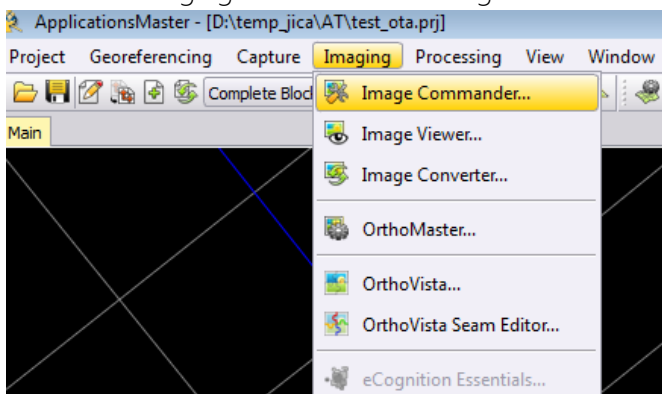 ApplicationsMaster - [D:\temp_jica\AT\test_ota.prj]
Project Georeferencing Capture Imaging Processing View Window
Complete Bloc
Image Commander...
Main
Image Viewer...
Image Converter...
OrthoMaster...
OrthoVista...
OrthoVista Seam Editor...
eCognition Essentials...